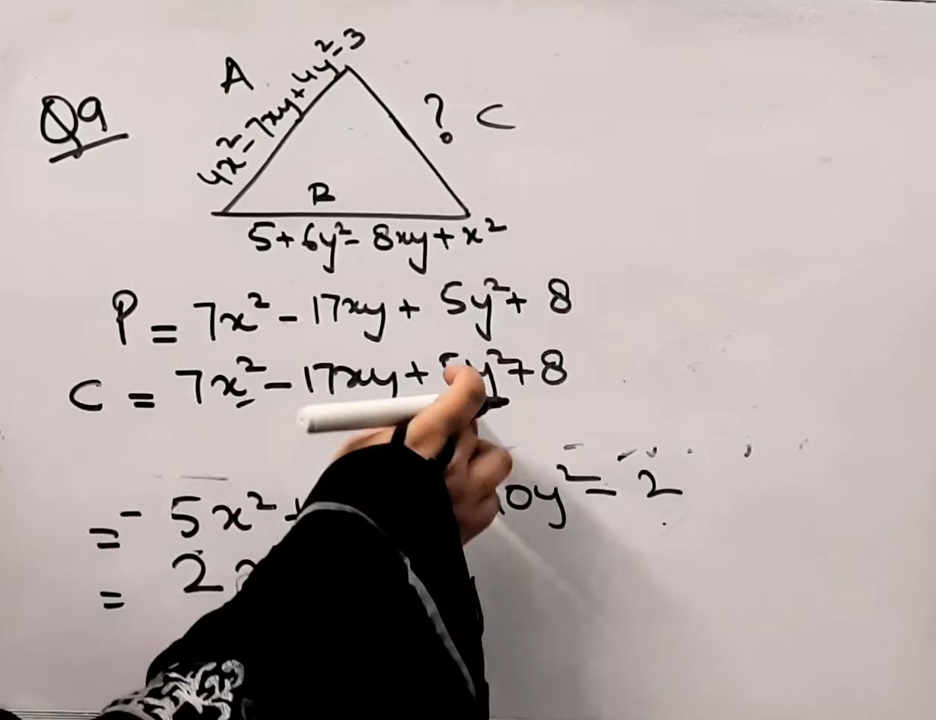 Q9
A
4x² - 7xy + 4y² - 3
? C
B
5 + 6y² - 8xy + x²
P = 7x² - 17xy + 5y² + 8
C = 7x² - 17xy + 5y² + 8
= - 5x² + 0y² - 2
= 2